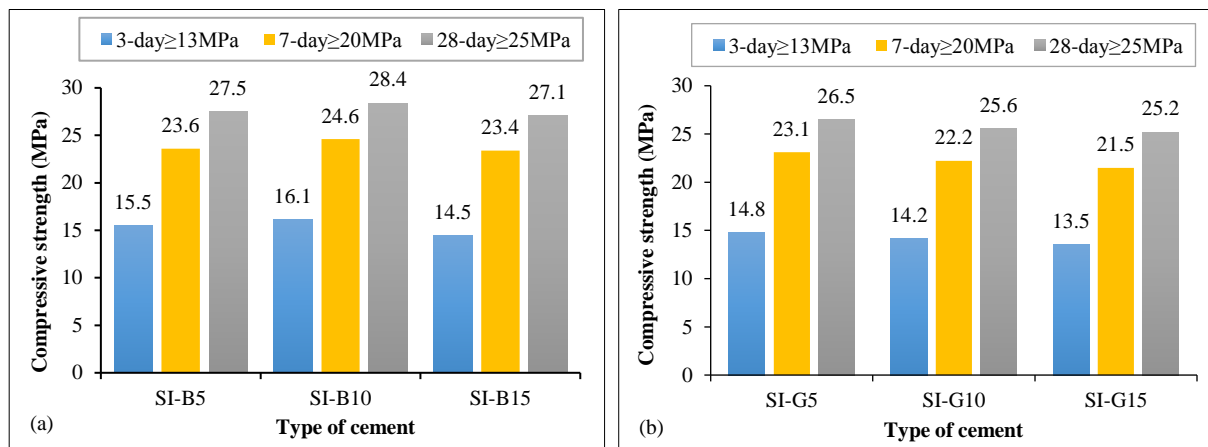 3-day≥13MPa 7-day≥20MPa 28-day≥25MPa
Compressive strength (MPa)
30
25
20
15
10
5
0
15.5 23.6 27.5
16.1 24.6 28.4
14.5 23.4 27.1
SI-B5 SI-B10 SI-B15
Type of cement
(a)
3-day≥13MPa 7-day≥20MPa 28-day≥25MPa
Compressive strength (MPa)
30
25
20
15
10
5
0
14.8 23.1 26.5
14.2 22.2 25.6
13.5 21.5 25.2
SI-G5 SI-G10 SI-G15
Type of cement
(b)